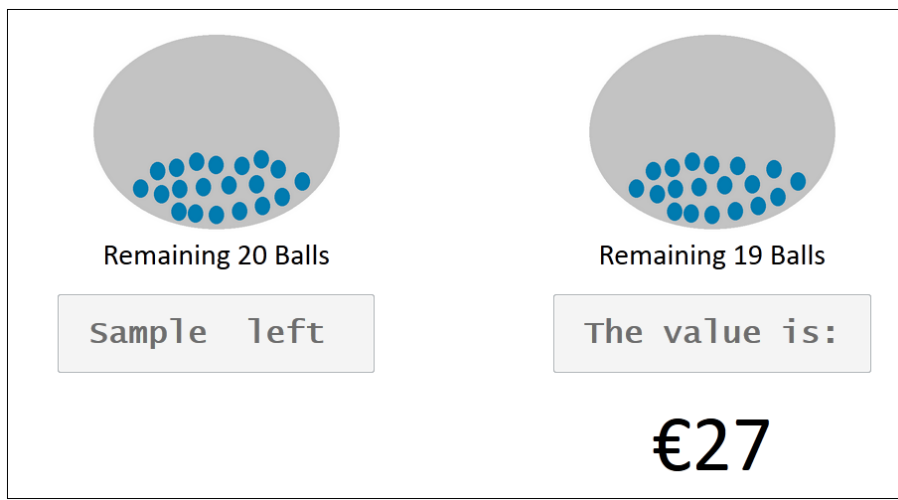 Remaining 20 Balls
Remaining 19 Balls
Sample left
The value is:
€27